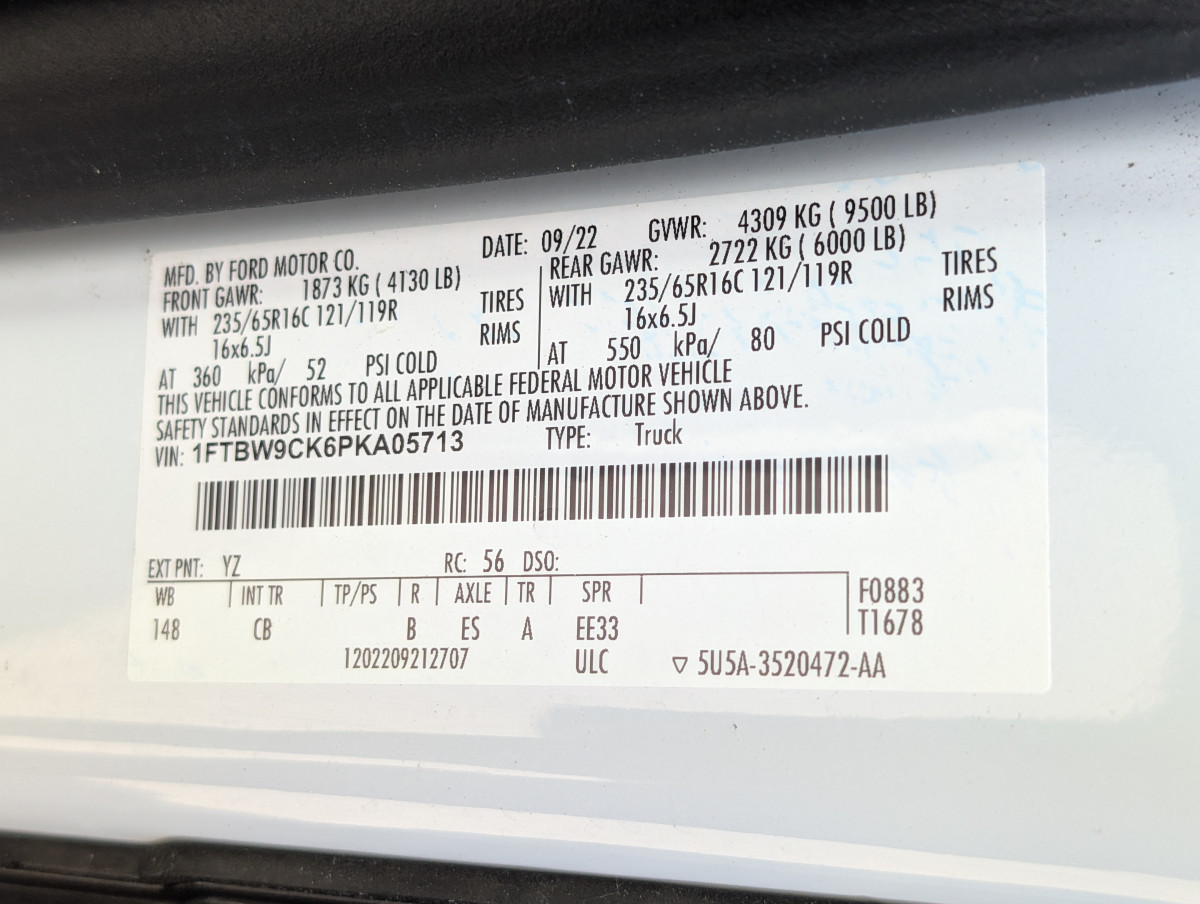 MFD. BY FORD MOTOR CO. DATE: 09/22 GVWR: 4309 KG ( 9500 LB)
FRONT GAWR: 1873 KG ( 4130 LB) REAR GAWR: 2722 KG ( 6000 LB)
WITH 235/65R16C 121/119R TIRES WITH 235/65R16C 121/119R TIRES
16x6.5J RIMS 16x6.5J RIMS
AT 360 kPa/ 52 PSI COLD AT 550 kPa/ 80 PSI COLD
THIS VEHICLE CONFORMS TO ALL APPLICABLE FEDERAL MOTOR VEHICLE
SAFETY STANDARDS IN EFFECT ON THE DATE OF MANUFACTURE SHOWN ABOVE.
VIN: 1FTBW9CK6PKA05713 TYPE: Truck
EXT PNT: YZ RC: 56 DSO:
WB INT TR TP/PS R AXLE TR SPR F0883
148 CB B ES A EE33 T1678
1202209212707 ULC ▽ 5U5A-3520472-AA